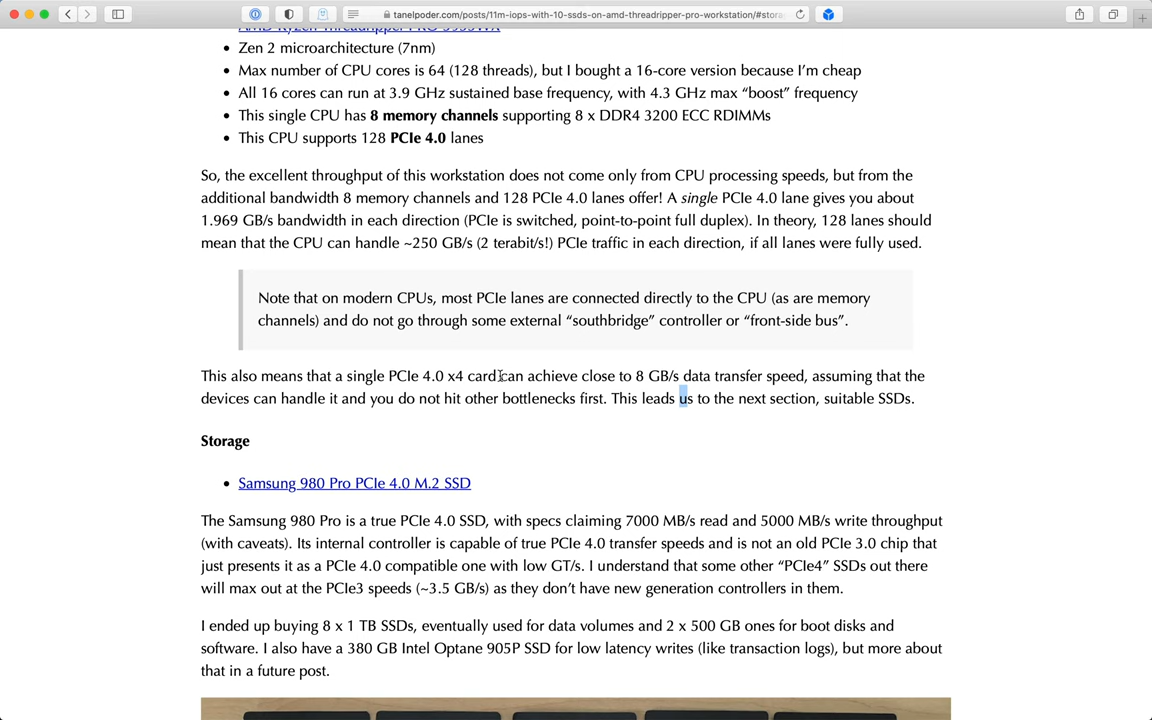 tanelpoder.com/posts/11m-iops-with-10-ssds-on-amd-threadripper-pro-workstation/#stora
AMD Ryzen Threadripper PRO 3955WX
• Zen 2 microarchitecture (7nm)
• Max number of CPU cores is 64 (128 threads), but I bought a 16-core version because I’m cheap
• All 16 cores can run at 3.9 GHz sustained base frequency, with 4.3 GHz max “boost” frequency
• This single CPU has 8 memory channels supporting 8 x DDR4 3200 ECC RDIMMs
• This CPU supports 128 PCIe 4.0 lanes
So, the excellent throughput of this workstation does not come only from CPU processing speeds, but from the
additional bandwidth 8 memory channels and 128 PCIe 4.0 lanes offer! A single PCIe 4.0 lane gives you about
1.969 GB/s bandwidth in each direction (PCIe is switched, point-to-point full duplex). In theory, 128 lanes should
mean that the CPU can handle ~250 GB/s (2 terabit/s!) PCIe traffic in each direction, if all lanes were fully used.
Note that on modern CPUs, most PCIe lanes are connected directly to the CPU (as are memory
channels) and do not go through some external “southbridge” controller or “front-side bus”.
This also means that a single PCIe 4.0 x4 card can achieve close to 8 GB/s data transfer speed, assuming that the
devices can handle it and you do not hit other bottlenecks first. This leads us to the next section, suitable SSDs.
Storage
• Samsung 980 Pro PCIe 4.0 M.2 SSD
The Samsung 980 Pro is a true PCIe 4.0 SSD, with specs claiming 7000 MB/s read and 5000 MB/s write throughput
(with caveats). Its internal controller is capable of true PCIe 4.0 transfer speeds and is not an old PCIe 3.0 chip that
just presents it as a PCIe 4.0 compatible one with low GT/s. I understand that some other “PCIe4” SSDs out there
will max out at the PCIe3 speeds (~3.5 GB/s) as they don’t have new generation controllers in them.
I ended up buying 8 x 1 TB SSDs, eventually used for data volumes and 2 x 500 GB ones for boot disks and
software. I also have a 380 GB Intel Optane 905P SSD for low latency writes (like transaction logs), but more about
that in a future post.